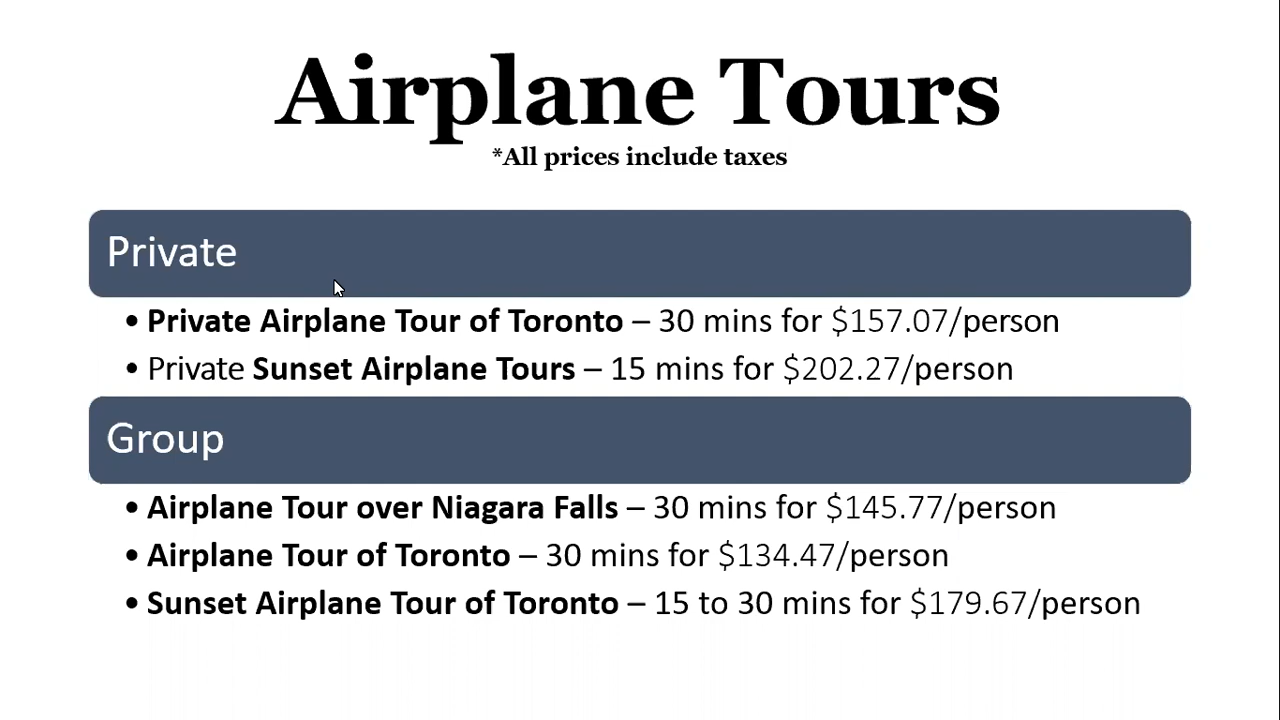 Airplane Tours
*All prices include taxes
Private
• Private Airplane Tour of Toronto – 30 mins for $157.07/person
• Private Sunset Airplane Tours – 15 mins for $202.27/person
Group
• Airplane Tour over Niagara Falls – 30 mins for $145.77/person
• Airplane Tour of Toronto – 30 mins for $134.47/person
• Sunset Airplane Tour of Toronto – 15 to 30 mins for $179.67/person